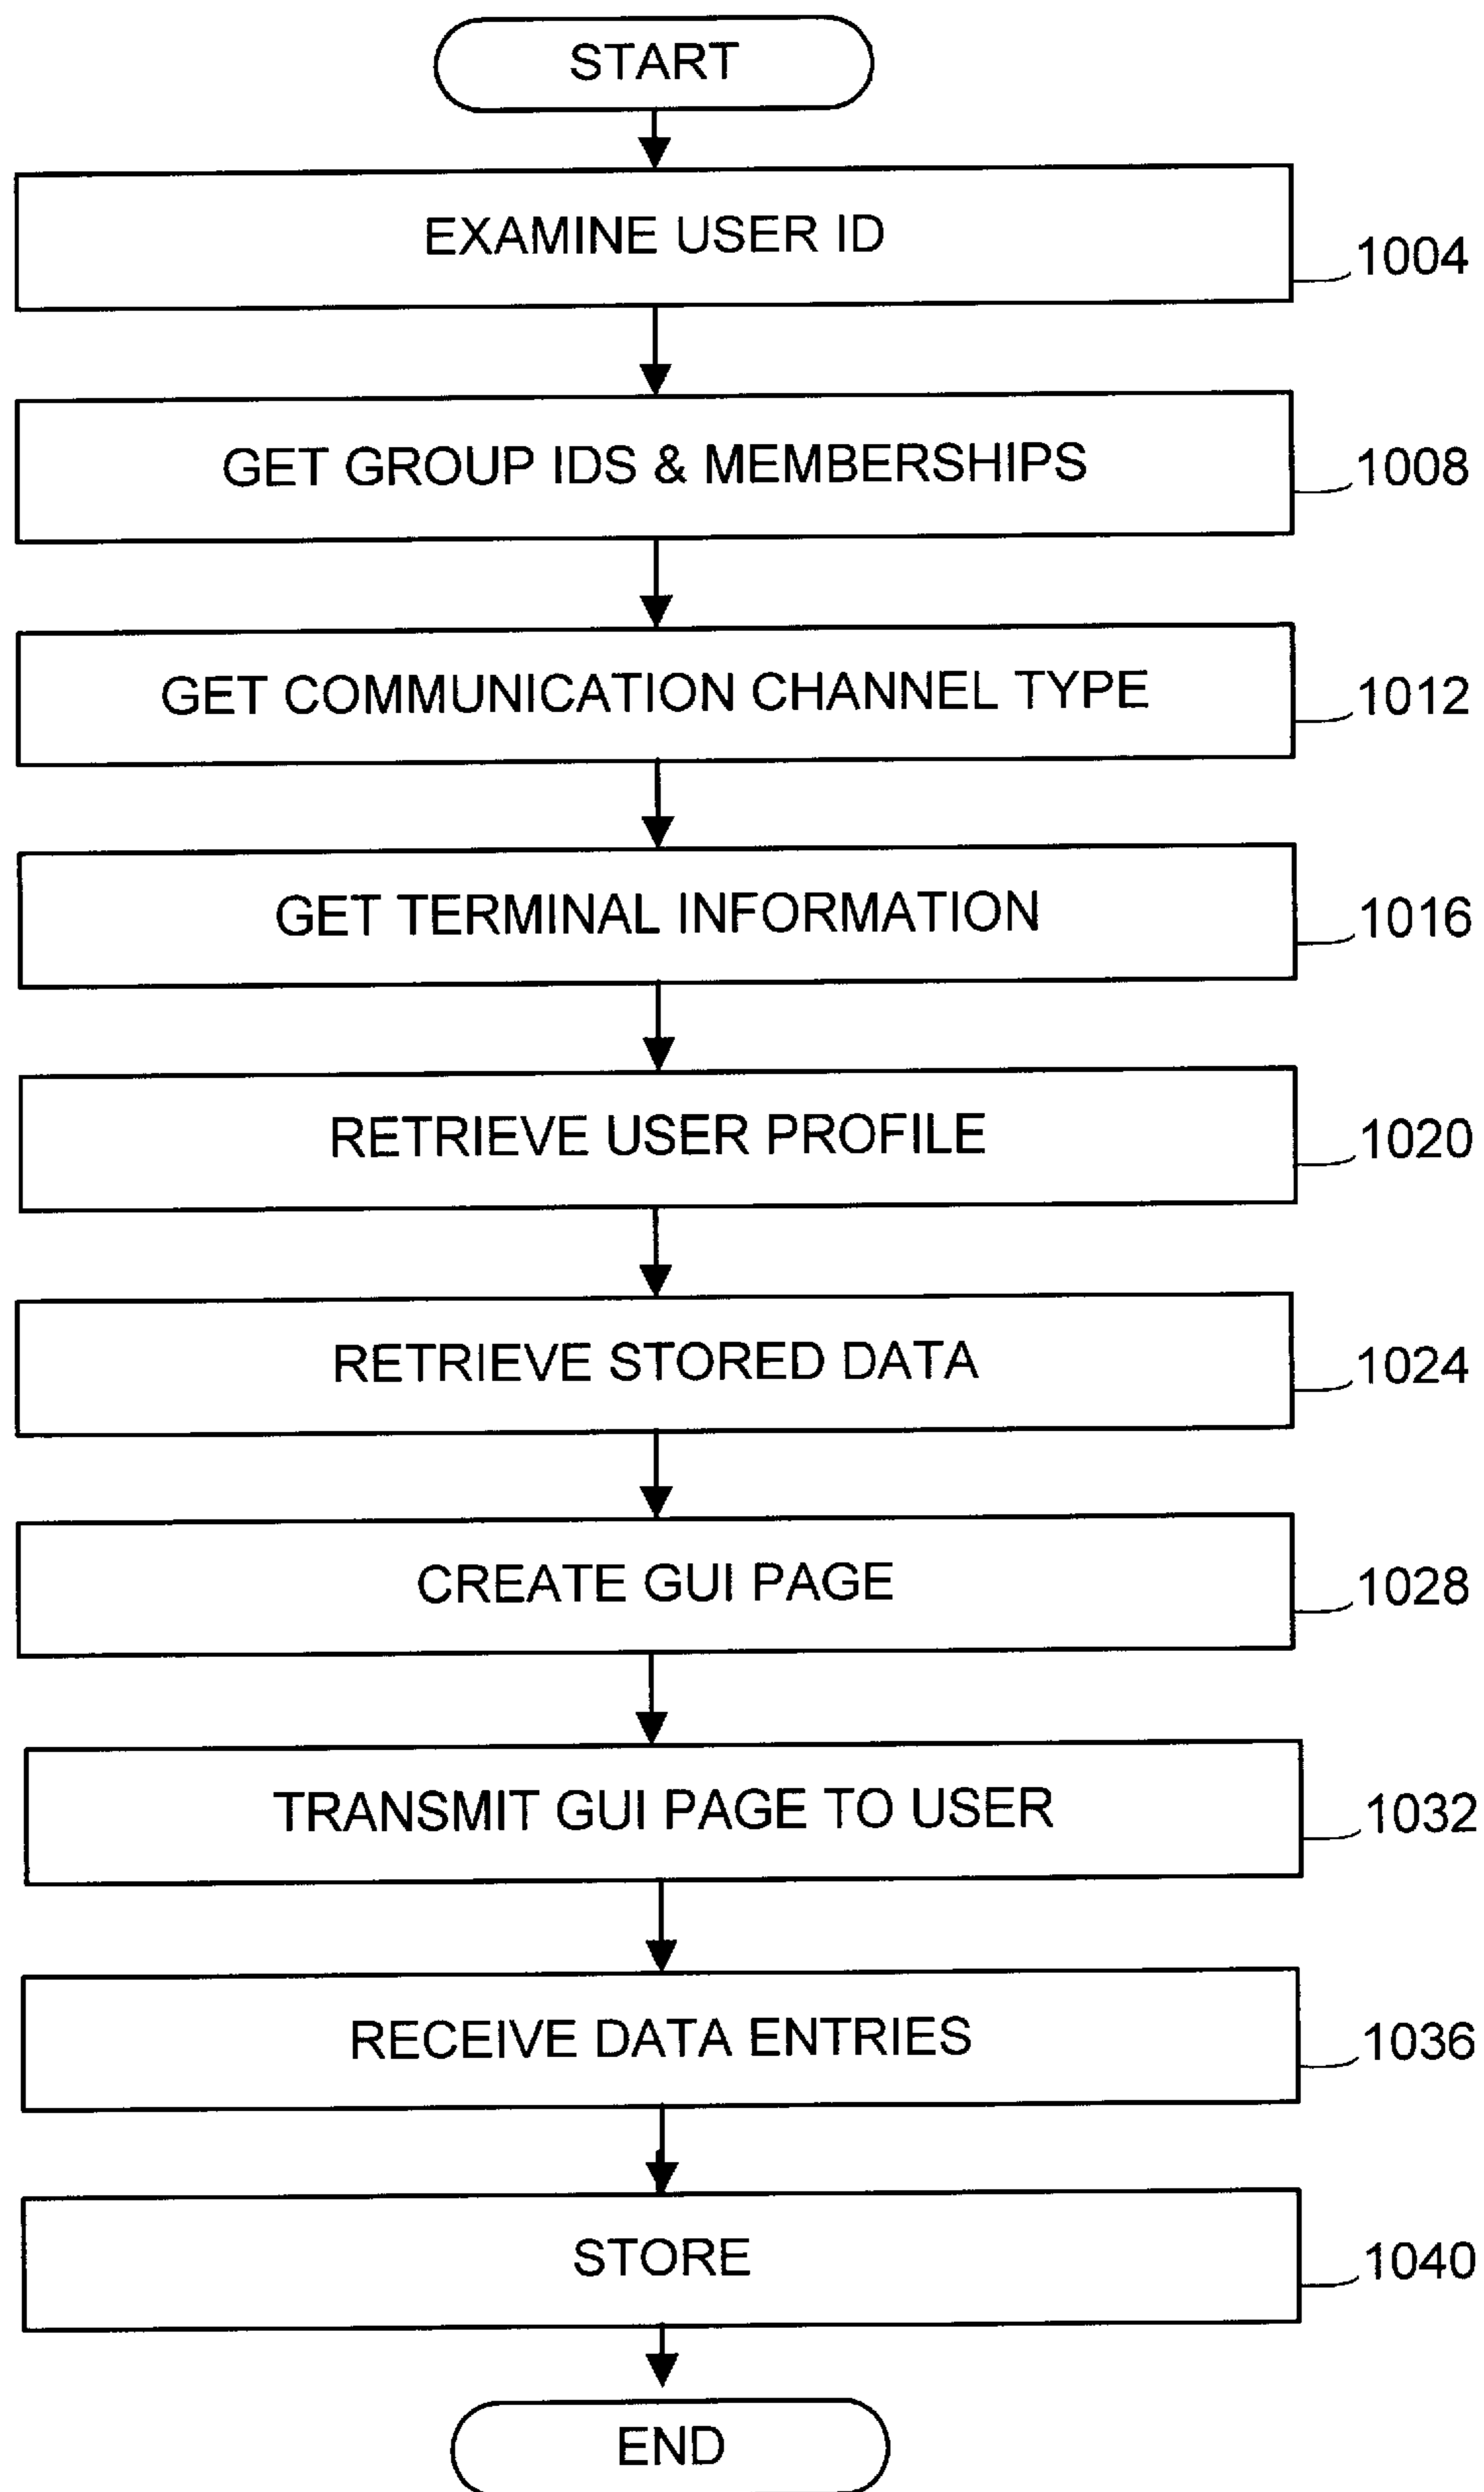 START
EXAMINE USER ID
1004
GET GROUP IDS & MEMBERSHIPS
1008
GET COMMUNICATION CHANNEL TYPE
1012
GET TERMINAL INFORMATION
1016
RETRIEVE USER PROFILE
1020
RETRIEVE STORED DATA
1024
CREATE GUI PAGE
1028
TRANSMIT GUI PAGE TO USER
1032
RECEIVE DATA ENTRIES
1036
STORE
1040
END